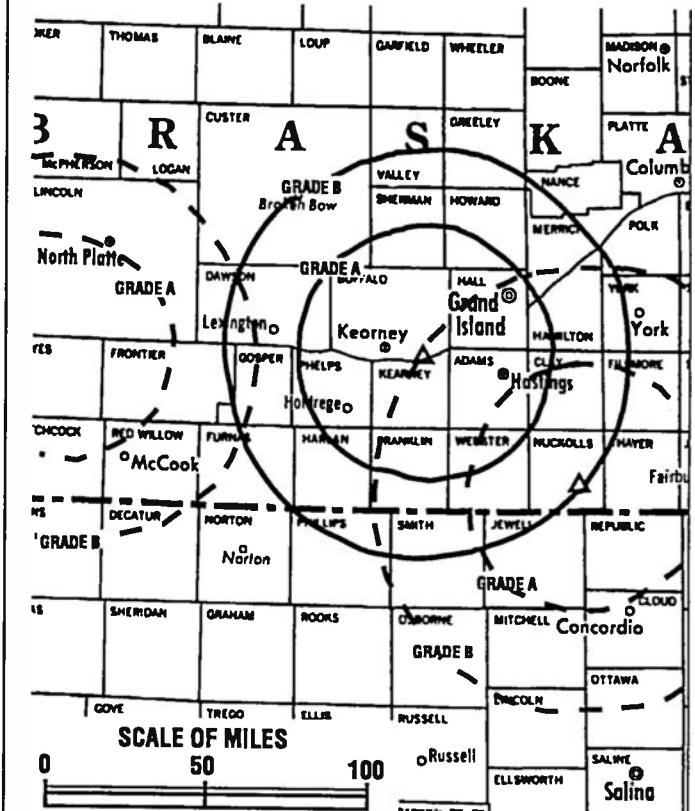 THOMAS
BLAINE
LOUP
GARFIELD
WHEELER
MADISON
Norfolk
BOONE
CUSTER
GREELEY
PLATTE
R A S K A
McPHERSON
LOGAN
VALLEY
NANCE
Columb
LINCOLN
GRADE B
Broken Bow
SHERMAN
HOWARD
MERRICK
POLK
North Platte
GRADE A
DAWSON
GRADE A
BUFFALO
HALL
YORK
Grand
Island
Lexington
Kearney
HAMILTON
York
FRONTIER
GOSPER
PHELPS
KEARNEY
ADAMS
CLAY
FILLMORE
Hastings
Holdrege
CHCOCK
RED WILLOW
FURNAS
HARLAN
FRANKLIN
WEBSTER
NUCKOLLS
THAYER
McCook
Fairbu
DECATUR
NORTON
PHILLIPS
SMITH
JEWELL
REPUBLIC
GRADE B
Norton
GRADE A
CLOUD
SHERIDAN
GRAHAM
ROOKS
OSBORNE
MITCHELL
Concordia
GRADE B
OTTAWA
LINCOLN
GOVE
TREGO
ELLIS
RUSSELL
SCALE OF MILES
0 50 100
Russell
SALINE
ELLSWORTH
Salina